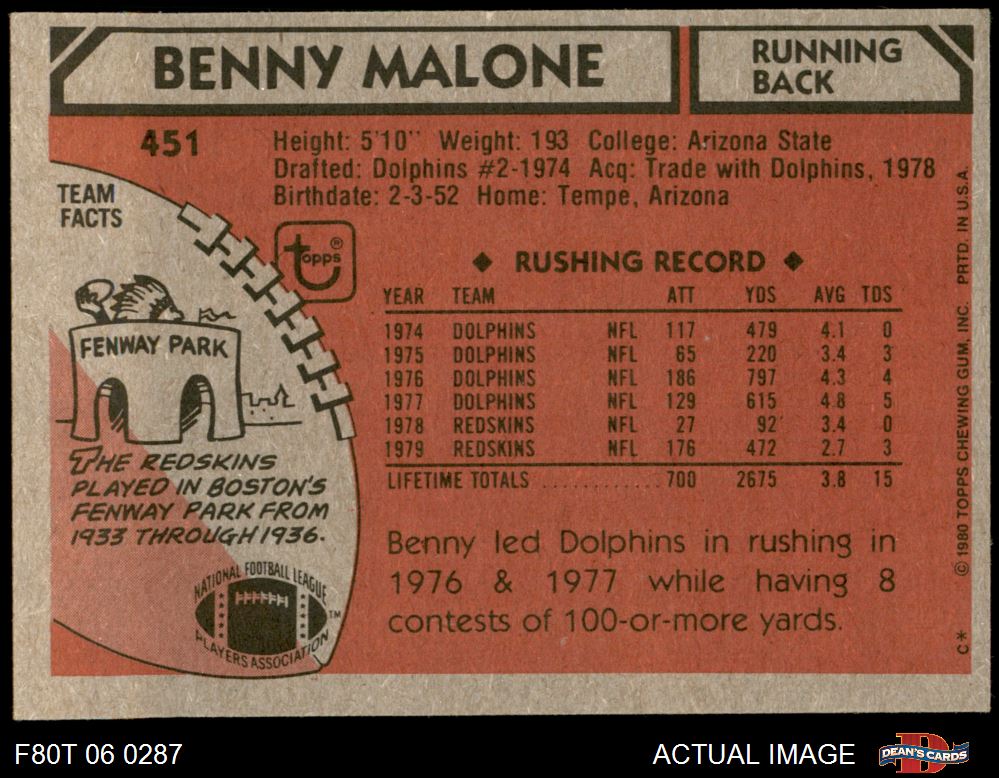 BENNY MALONE
RUNNING
BACK
451
Height: 5'10" Weight: 193 College: Arizona State
Drafted: Dolphins #2-1974 Acq: Trade with Dolphins, 1978
Birthdate: 2-3-52 Home: Tempe, Arizona
TEAM
FACTS
topps ®
FENWAY PARK
THE REDSKINS
PLAYED IN BOSTON'S
FENWAY PARK FROM
1933 THROUGH 1936.
NATIONAL FOOTBALL LEAGUE
PLAYERS ASSOCIATION ™
◆ RUSHING RECORD ◆
YEAR TEAM ATT YDS AVG TDS
1974 DOLPHINS NFL 117 479 4.1 0
1975 DOLPHINS NFL 65 220 3.4 3
1976 DOLPHINS NFL 186 797 4.3 4
1977 DOLPHINS NFL 129 615 4.8 5
1978 REDSKINS NFL 27 92 3.4 0
1979 REDSKINS NFL 176 472 2.7 3
LIFETIME TOTALS ............ 700 2675 3.8 15
Benny led Dolphins in rushing in
1976 & 1977 while having 8
contests of 100-or-more yards.
C* © 1980 TOPPS CHEWING GUM, INC. PRTD. IN U.S.A.
F80T 06 0287
ACTUAL IMAGE
DEAN'S CARDS